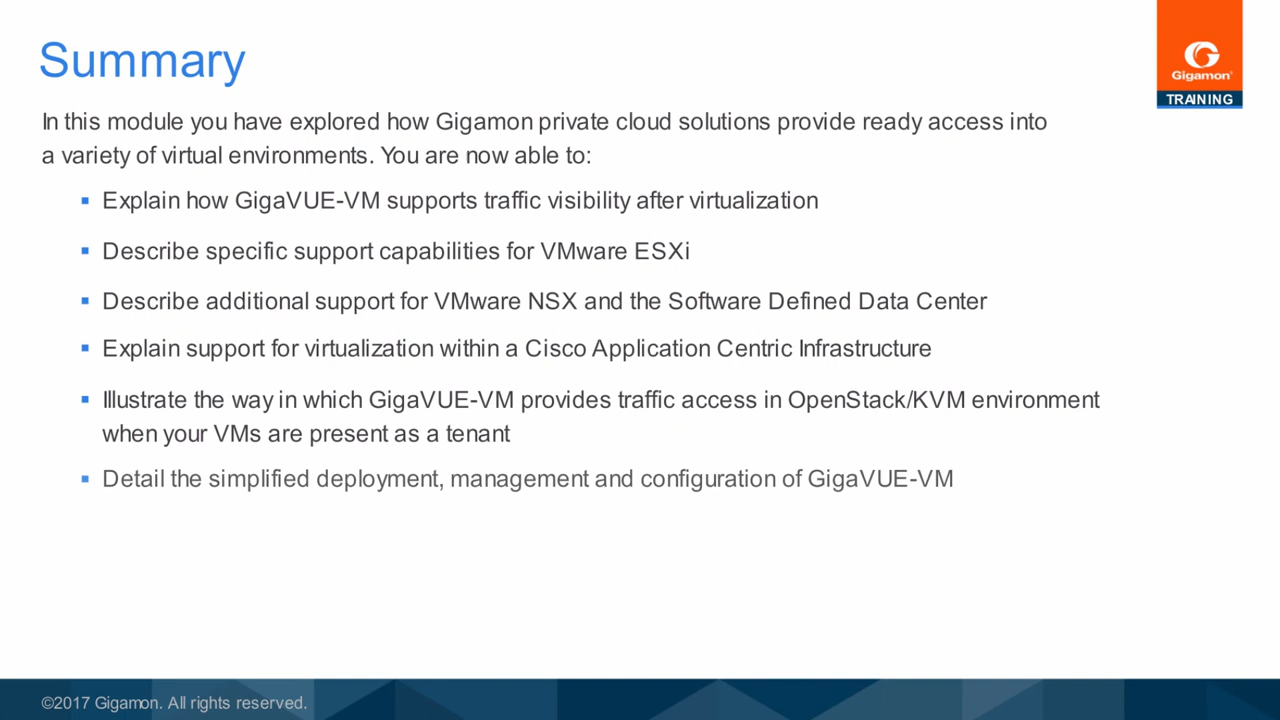 Summary
Gigamon®
TRAINING
In this module you have explored how Gigamon private cloud solutions provide ready access into
a variety of virtual environments. You are now able to:
▪ Explain how GigaVUE-VM supports traffic visibility after virtualization
▪ Describe specific support capabilities for VMware ESXi
▪ Describe additional support for VMware NSX and the Software Defined Data Center
▪ Explain support for virtualization within a Cisco Application Centric Infrastructure
▪ Illustrate the way in which GigaVUE-VM provides traffic access in OpenStack/KVM environment
when your VMs are present as a tenant
▪ Detail the simplified deployment, management and configuration of GigaVUE-VM
©2017 Gigamon. All rights reserved.